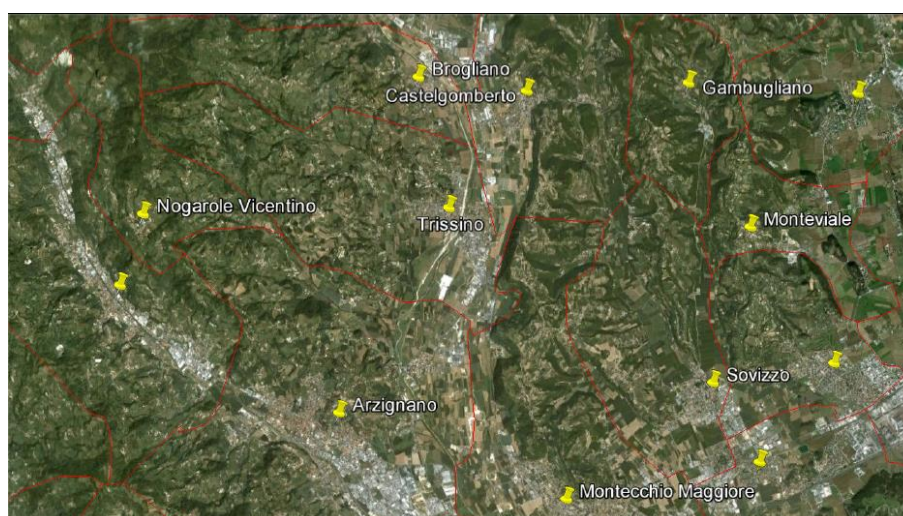 Brogliano
Castelgomberto
Gambugliano
Nogarole Vicentino
Trissino
Monteviale
Sovizzo
Arzignano
Montecchio Maggiore